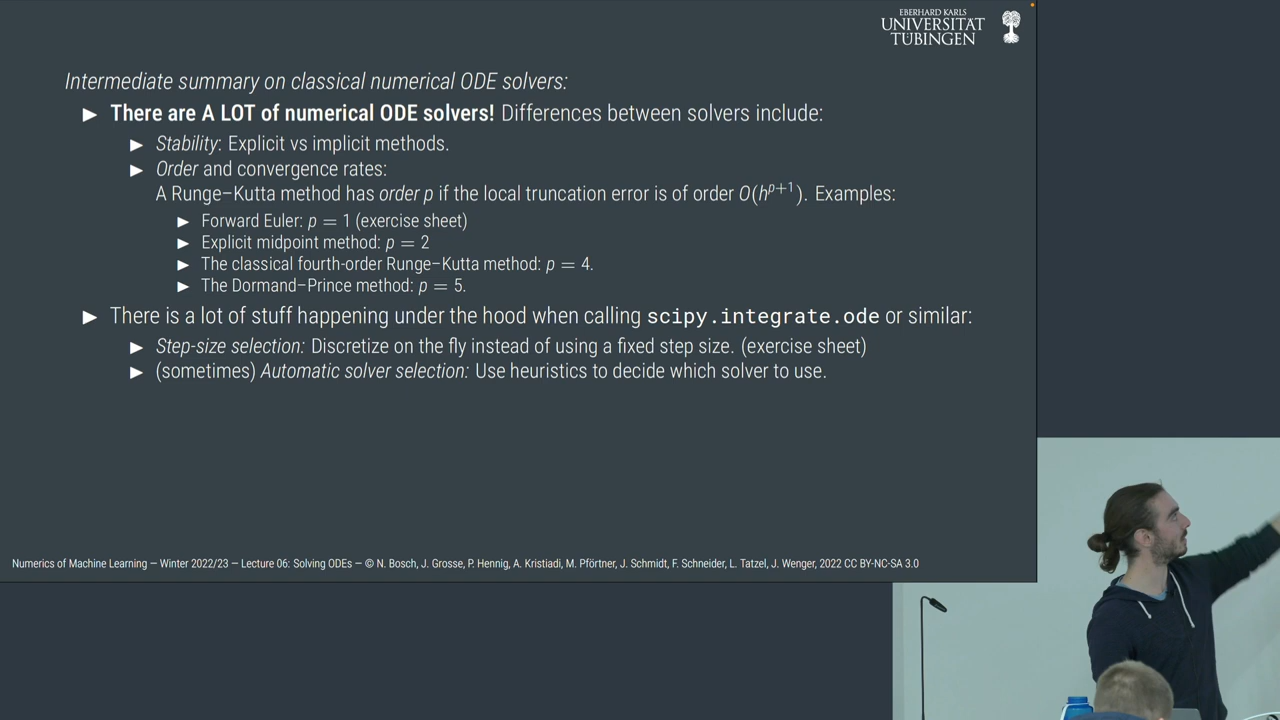 EBERHARD KARLS
UNIVERSITÄT
TÜBINGEN
Intermediate summary on classical numerical ODE solvers:
▶ There are A LOT of numerical ODE solvers! Differences between solvers include:
▶ Stability: Explicit vs implicit methods.
▶ Order and convergence rates:
A Runge–Kutta method has order p if the local truncation error is of order O(h^{p+1}). Examples:
▶ Forward Euler: p = 1 (exercise sheet)
▶ Explicit midpoint method: p = 2
▶ The classical fourth-order Runge–Kutta method: p = 4.
▶ The Dormand–Prince method: p = 5.
▶ There is a lot of stuff happening under the hood when calling scipy.integrate.ode or similar:
▶ Step-size selection: Discretize on the fly instead of using a fixed step size. (exercise sheet)
▶ (sometimes) Automatic solver selection: Use heuristics to decide which solver to use.
Numerics of Machine Learning — Winter 2022/23 — Lecture 06: Solving ODEs — © N. Bosch, J. Grosse, P. Hennig, A. Kristiadi, M. Pförtner, J. Schmidt, F. Schneider, L. Tatzel, J. Wenger, 2022 CC BY-NC-SA 3.0